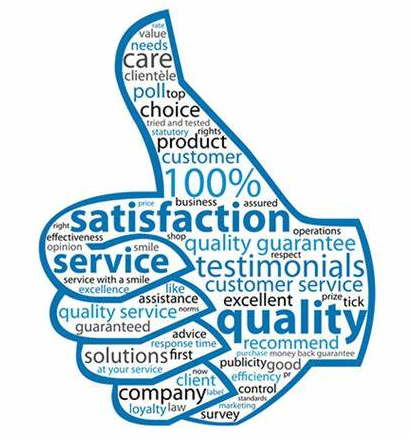 rate
value
needs
care
clientèle
poll top
choice
tried and tested
statutory rights
product
customer
100%
price business assured
satisfaction
right operations
effectiveness shop quality guarantee
opinion smile respect
service testimonials
service with a smile customer service
excellence like prize
assistance excellent tick
quality service norms quality
guaranteed
advice recommend
response time purchase money back guarantee
solutions first publicity good
at your service now efficiency pr
client control
company label standards
loyalty law marketing
survey